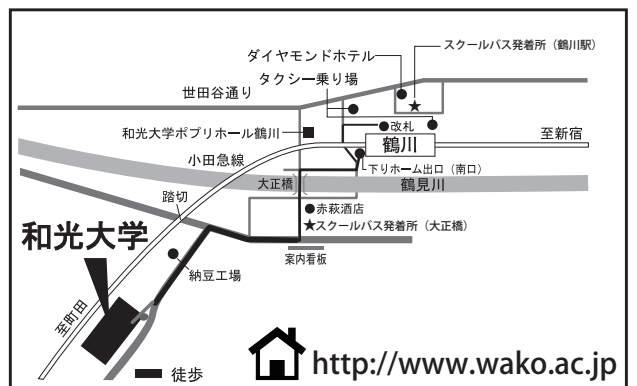 ダイヤモンドホテル
スクールバス発着所（鶴川駅）
タクシー乗り場
世田谷通り
★
和光大学ポプリホール鶴川
改札
至新宿
鶴川
小田急線
下りホーム出口（南口）
大正橋
鶴見川
踏切
赤萩酒店
★スクールバス発着所（大正橋）
和光大学
案内看板
納豆工場
至町田
徒歩
http://www.wako.ac.jp